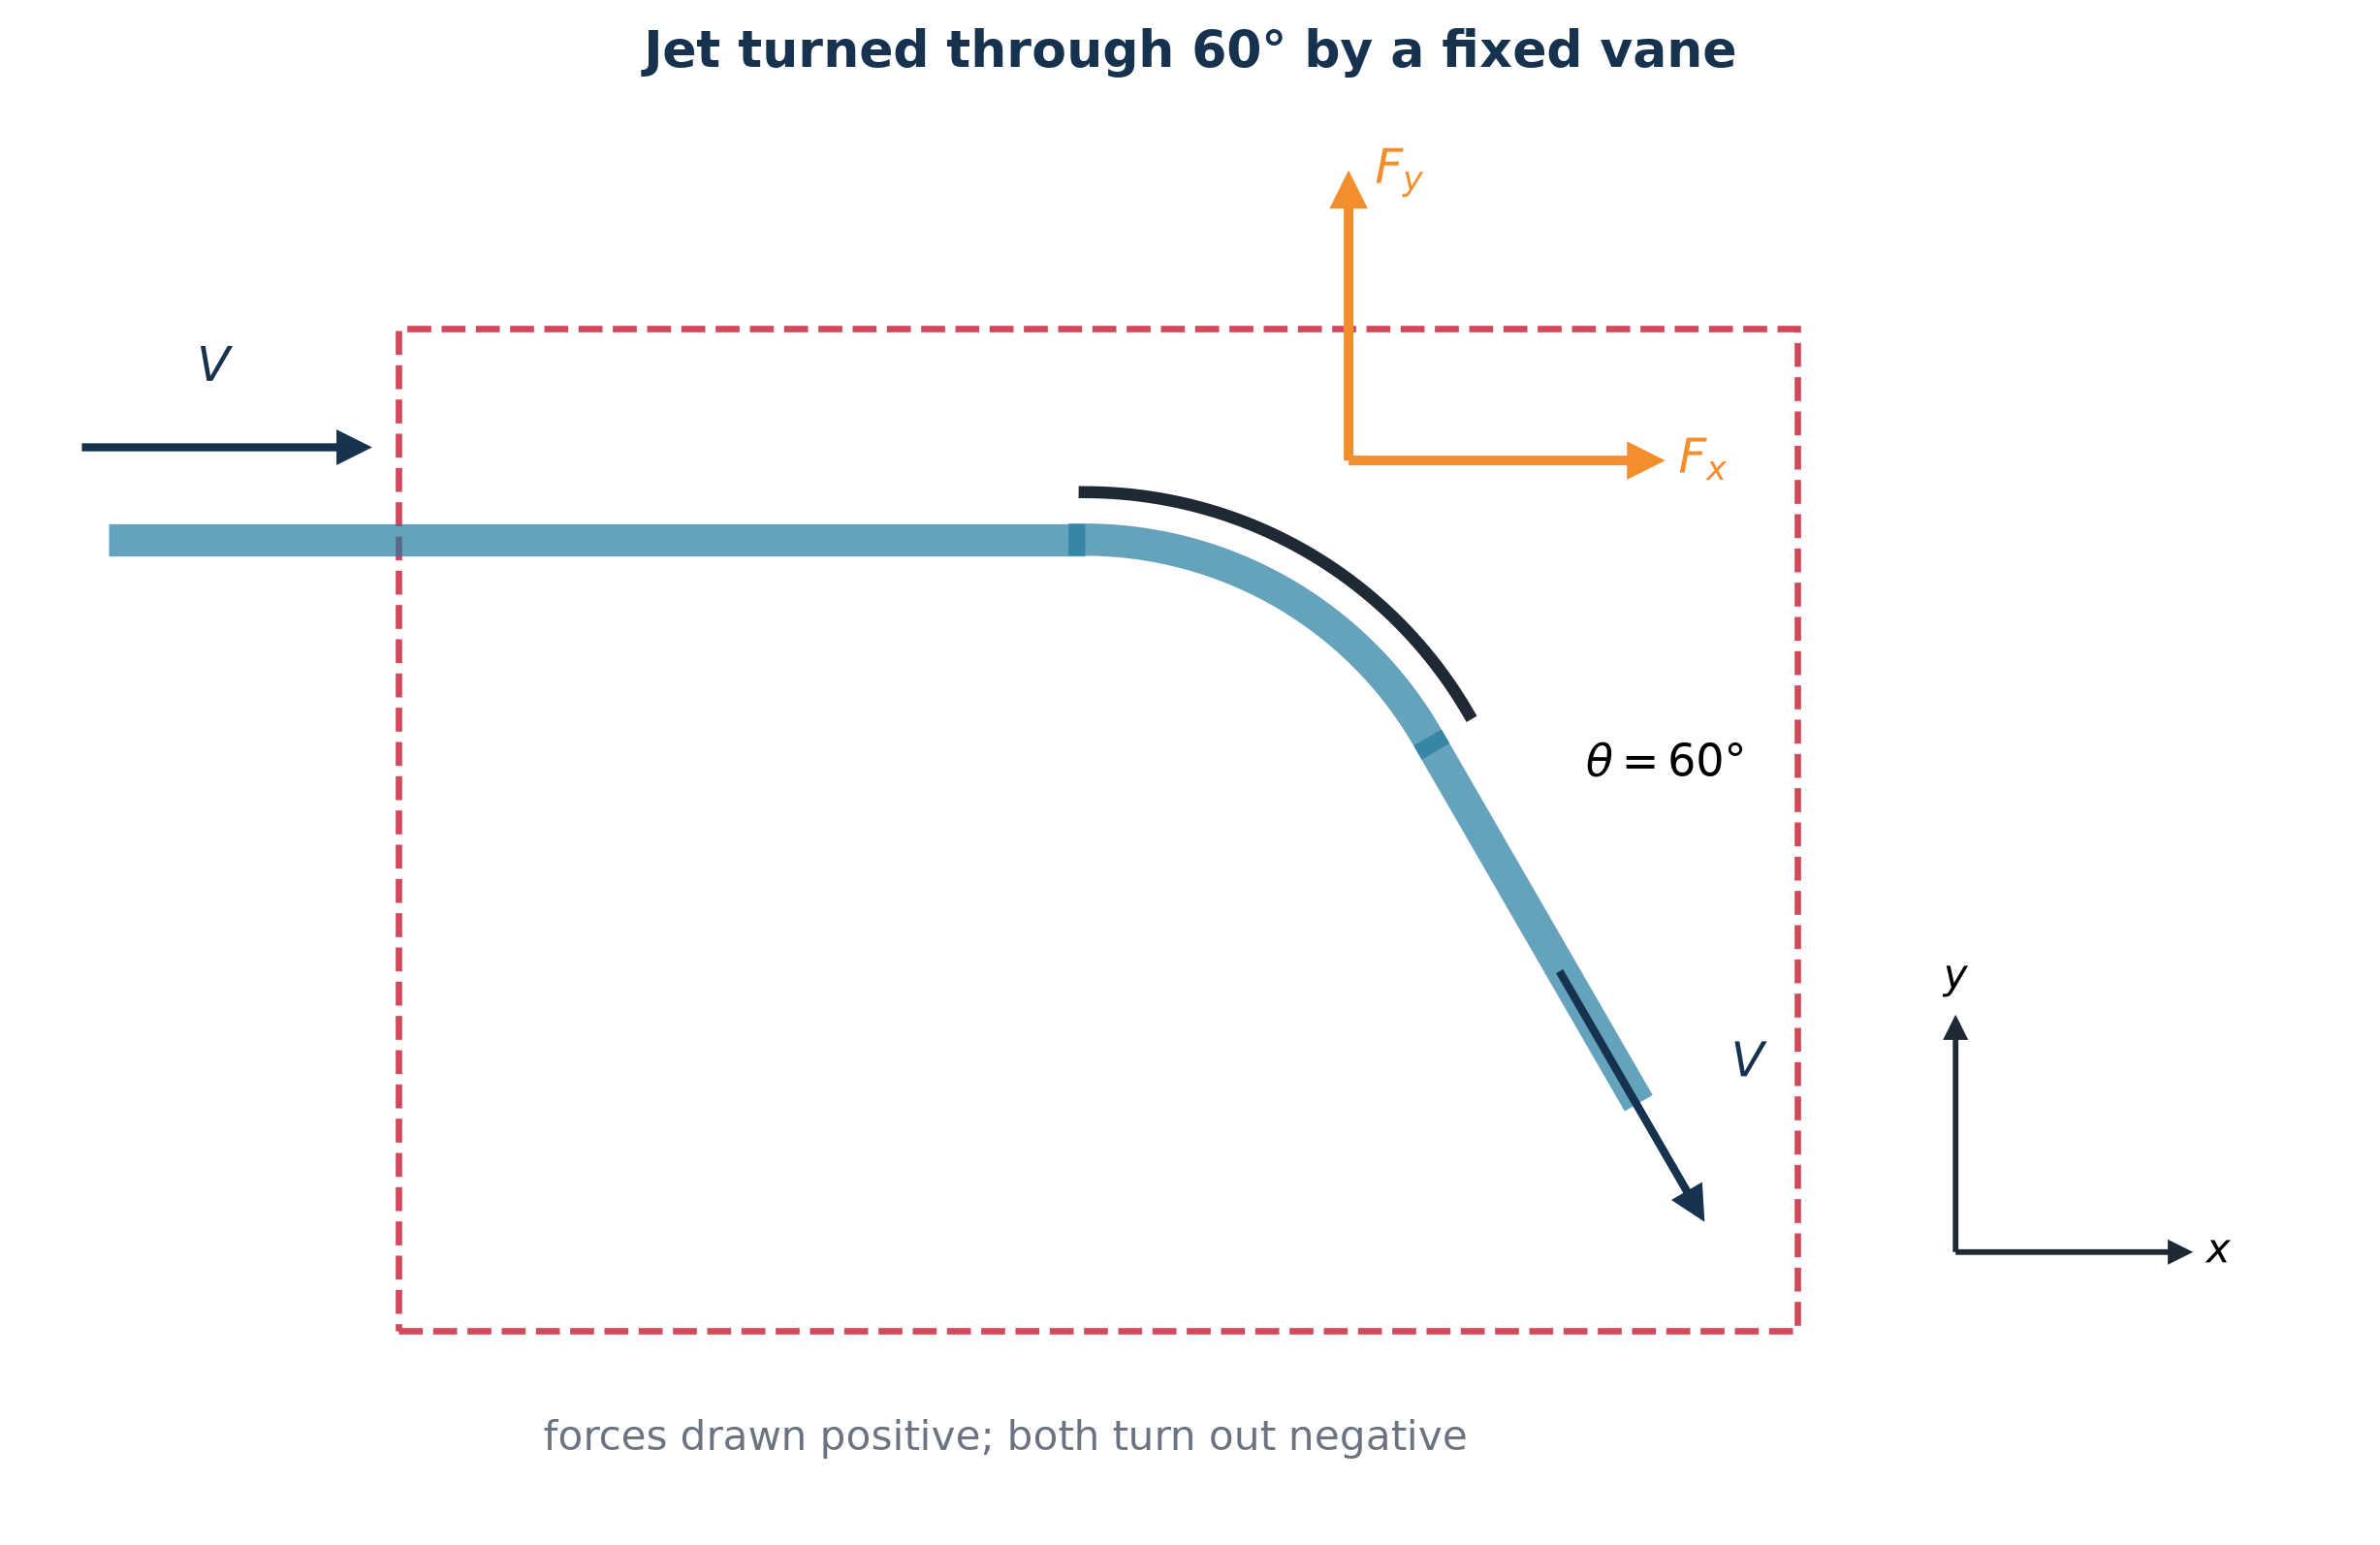 Jet turned through 60° by a fixed vane
F_y
V
F_x
θ = 60°
y
V
x
forces drawn positive; both turn out negative